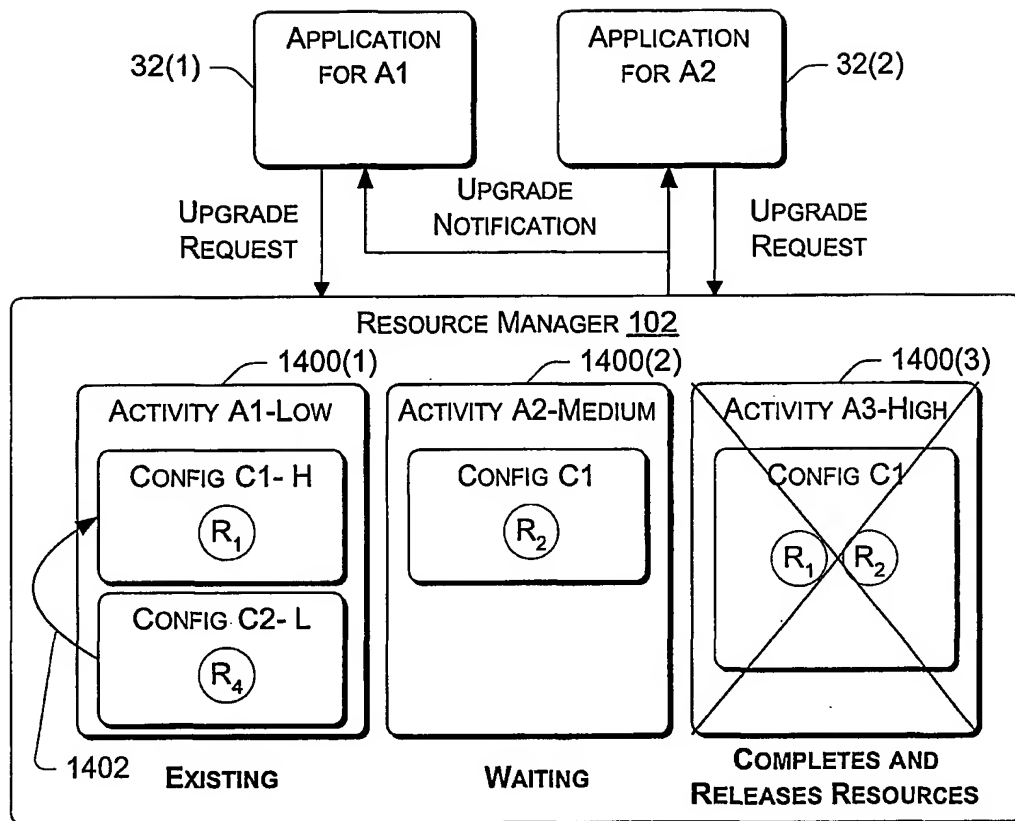 APPLICATION
FOR A1
32(1)
APPLICATION
FOR A2
32(2)
UPGRADE
REQUEST
UPGRADE
NOTIFICATION
UPGRADE
REQUEST
RESOURCE MANAGER 102
1400(1)
ACTIVITY A1-LOW
CONFIG C1- H
R1
CONFIG C2- L
R4
1402
EXISTING
1400(2)
ACTIVITY A2-MEDIUM
CONFIG C1
R2
WAITING
1400(3)
ACTIVITY A3-HIGH
CONFIG C1
R1 R2
COMPLETES AND
RELEASES RESOURCES